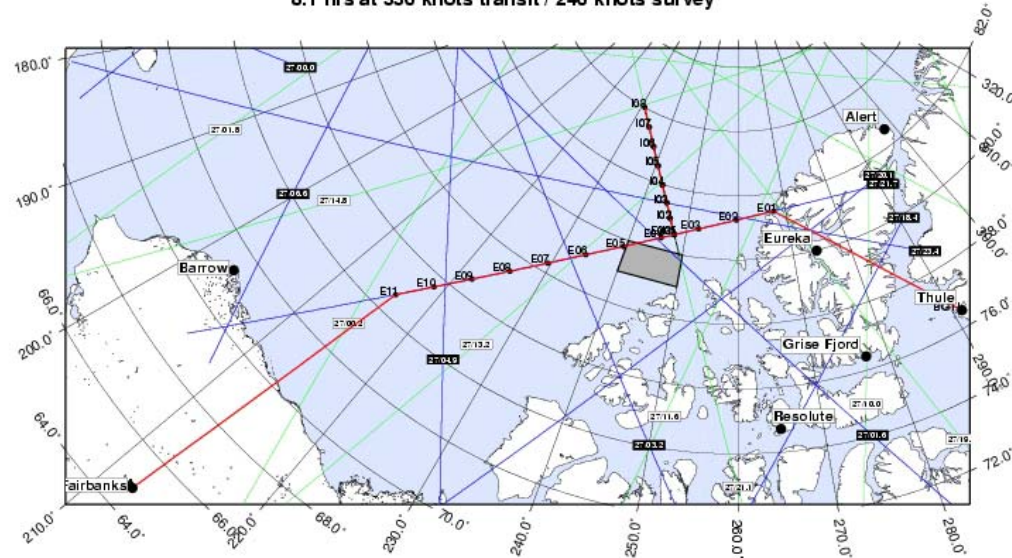 8.1 hrs at 330 knots transit / 240 knots survey
82.0°
180.0°
27/00.0
320.0°
I08
Alert
I07
27/01.8
I06
80.0°
310.0°
I05
27/20.1
27/21.7
I04
190.0°
27/06.6
27/14.8
I03
E01
27/18.4
I02
E02
E03
Eureka
E05
27/23.4
E06
Barrow
E07
E08
E09
E10
E11
Thule
76.0°
66.0°
27/00.2
200.0°
27/13.2
Grise Fjord
27/04.9
290.0°
74.0°
27/10.0
64.0°
27/11.6
Resolute
27/03.2
27/01.6
27/19.
72.0°
Fairbanks
27/21.1
210.0°
64.0°
66.0°
220.0°
68.0°
230.0°
70.0°
240.0°
250.0°
260.0°
270.0°
280.0°